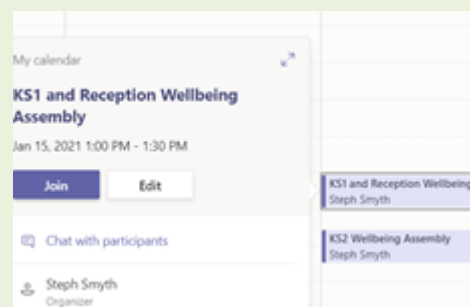 My calendar
KS1 and Reception Wellbeing
Assembly
Jan 15, 2021 1:00 PM - 1:30 PM
Join Edit
Chat with participants
Steph Smyth
Organizer
KS1 and Reception Wellbeing
Steph Smyth
KS2 Wellbeing Assembly
Steph Smyth